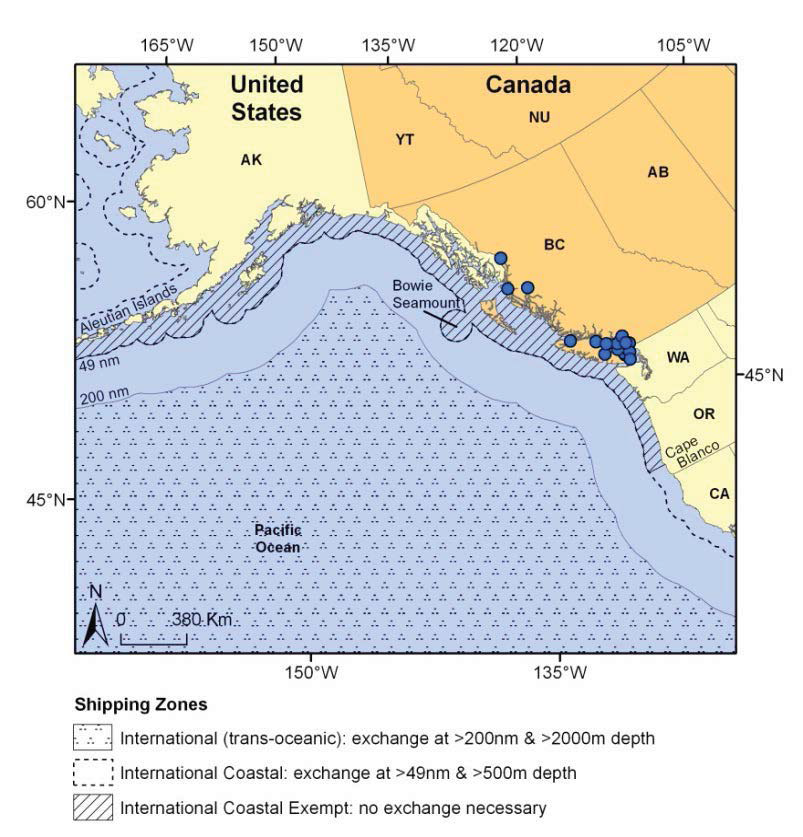 165°W 150°W 135°W 120°W 105°W
United
States
Canada
NU
YT
AK
AB
60°N
BC
Bowie
Seamount
Aleutian Islands
WA
49 nm
45°N
200 nm
OR
Cape
Blanco
CA
45°N
Pacific
Ocean
N
0 380 Km
150°W 135°W
Shipping Zones
International (trans-oceanic): exchange at >200nm & >2000m depth
International Coastal: exchange at >49nm & >500m depth
International Coastal Exempt: no exchange necessary